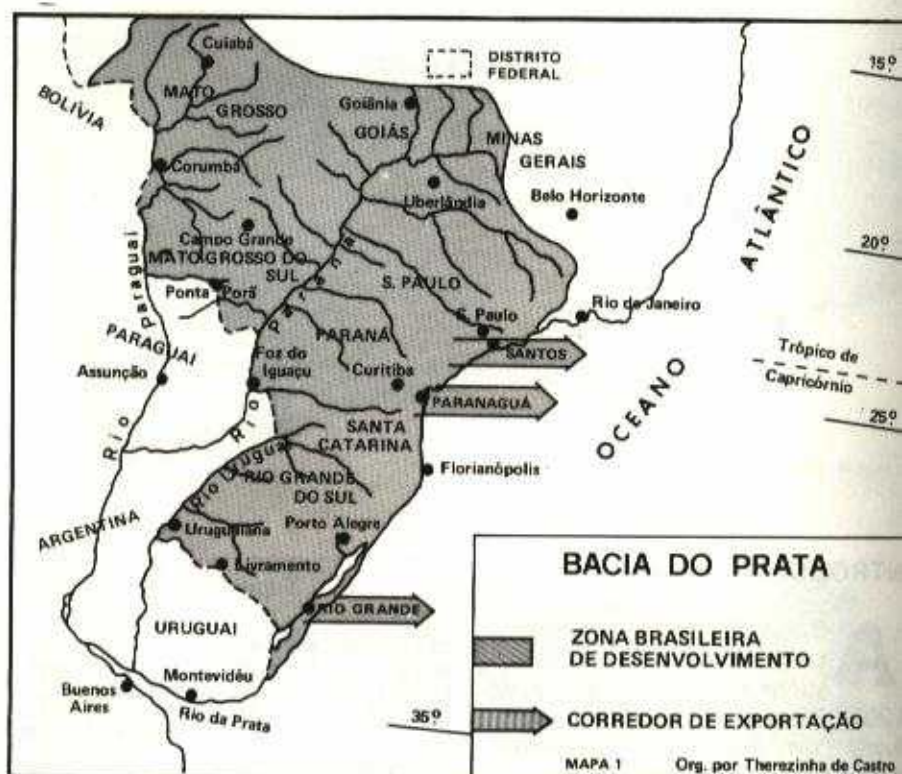 Cuiabá
DISTRITO
FEDERAL
15º
BOLÍVIA
MATO
GROSSO
Goiânia
GOIÁS
MINAS
GERAIS
Corumbá
Uberlândia
Belo Horizonte
ATLÂNTICO
OCEANO
Campo Grande
MATO GROSSO DO
SUL
20º
Rio Paraguai
Rio Paraná
S. PAULO
Ponta Porã
S. Paulo
Rio de Janeiro
PARAGUAI
PARANÁ
SANTOS
Trópico de
Capricórnio
Assunção
Foz do
Iguaçu
Curitiba
PARANAGUÁ
25º
SANTA
CATARINA
Rio Uruguai
RIO GRANDE
DO SUL
Florianópolis
ARGENTINA
Uruguaiana
Porto Alegre
Livramento
RIO GRANDE
URUGUAI
Montevidéu
Buenos
Aires
Rio da Prata
35º
BACIA DO PRATA
ZONA BRASILEIRA
DE DESENVOLVIMENTO
CORREDOR DE EXPORTAÇÃO
MAPA 1 Org. por Therezinha de Castro